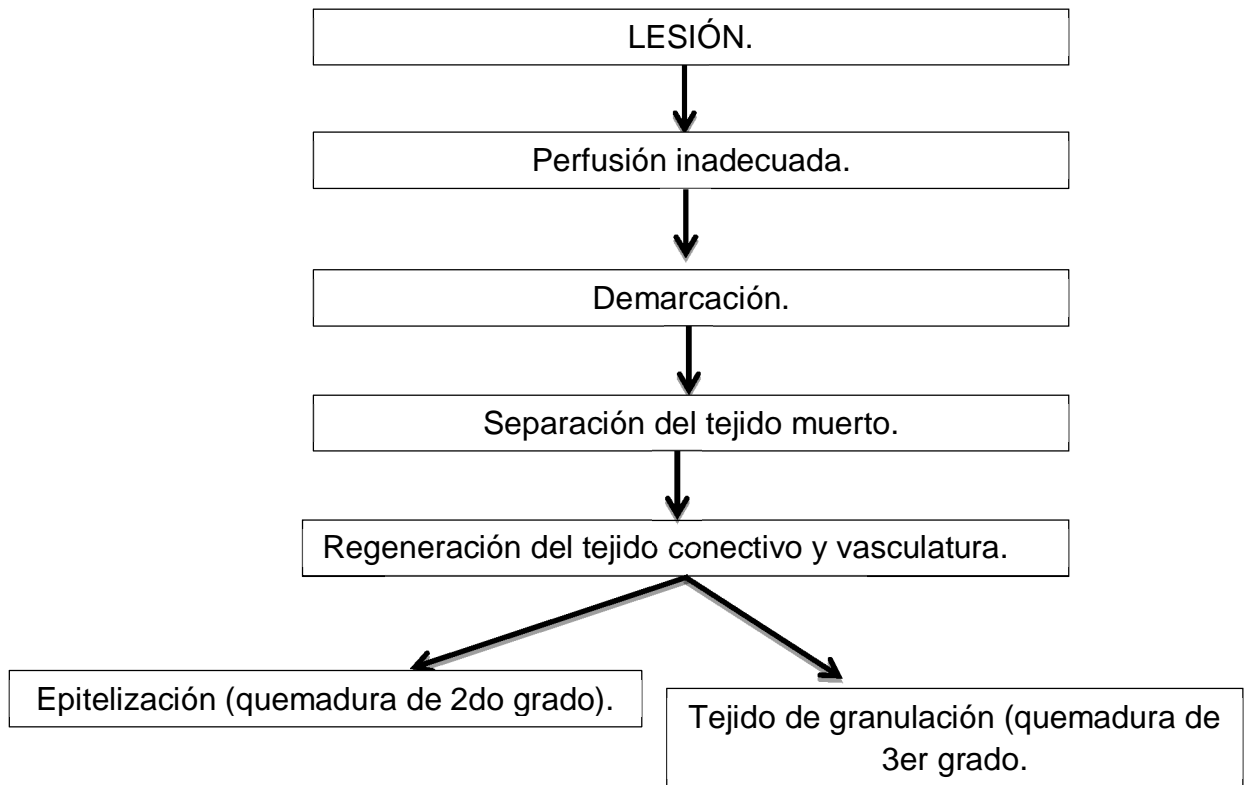 LESIÓN.
Perfusión inadecuada.
Demarcación.
Separación del tejido muerto.
Regeneración del tejido conectivo y vasculatura.
Epitelización (quemadura de 2do grado).
Tejido de granulación (quemadura de
3er grado.